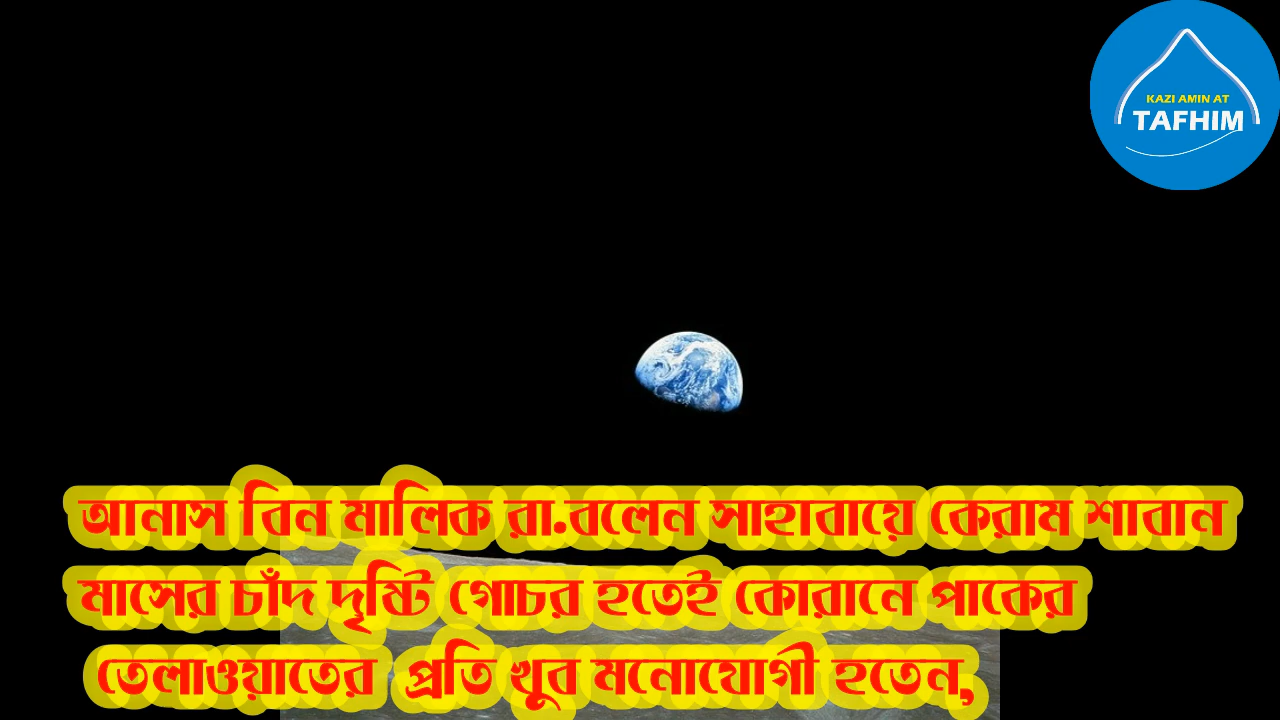 KAZI AMIN AT
TAFHIM
আনাস বিন মালিক রা.বলেন সাহাবায়ে কেরাম শাবান
মাসের চাঁদ দৃষ্টি গোচর হতেই কোরানে পাকের
তেলাওয়াতের প্রতি খুব মনোযোগী হতেন,